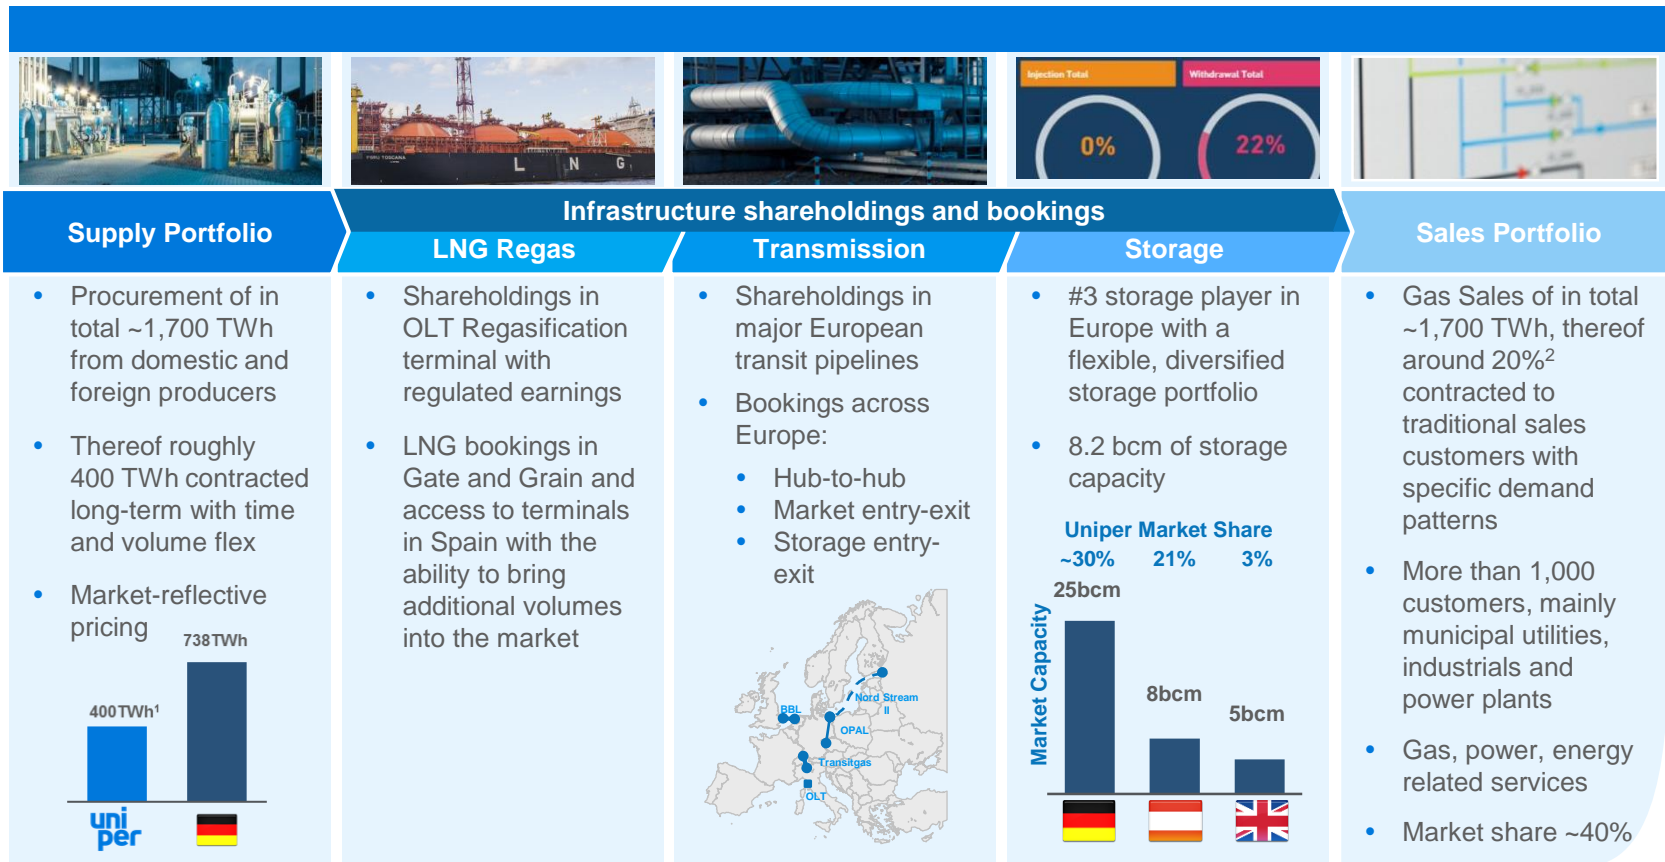 FSRU TOSCANA
L N G
Injection Total
Withdrawal Total
0%
22%
Supply Portfolio
Infrastructure shareholdings and bookings
LNG Regas
Transmission
Storage
Sales Portfolio
• Procurement of in
total ~1,700 TWh
from domestic and
foreign producers
• Thereof roughly
400 TWh contracted
long-term with time
and volume flex
• Market-reflective
pricing
738TWh
400TWh¹
uni
per
• Shareholdings in
OLT Regasification
terminal with
regulated earnings
• LNG bookings in
Gate and Grain and
access to terminals
in Spain with the
ability to bring
additional volumes
into the market
• Shareholdings in
major European
transit pipelines
• Bookings across
Europe:
• Hub-to-hub
• Market entry-exit
• Storage entry-
exit
Nord Stream
II
BBL
OPAL
Transitgas
OLT
• #3 storage player in
Europe with a
flexible, diversified
storage portfolio
• 8.2 bcm of storage
capacity
Uniper Market Share
~30% 21% 3%
25bcm
8bcm
5bcm
Market Capacity
• Gas Sales of in total
~1,700 TWh, thereof
around 20%²
contracted to
traditional sales
customers with
specific demand
patterns
• More than 1,000
customers, mainly
municipal utilities,
industrials and
power plants
• Gas, power, energy
related services
• Market share ~40%